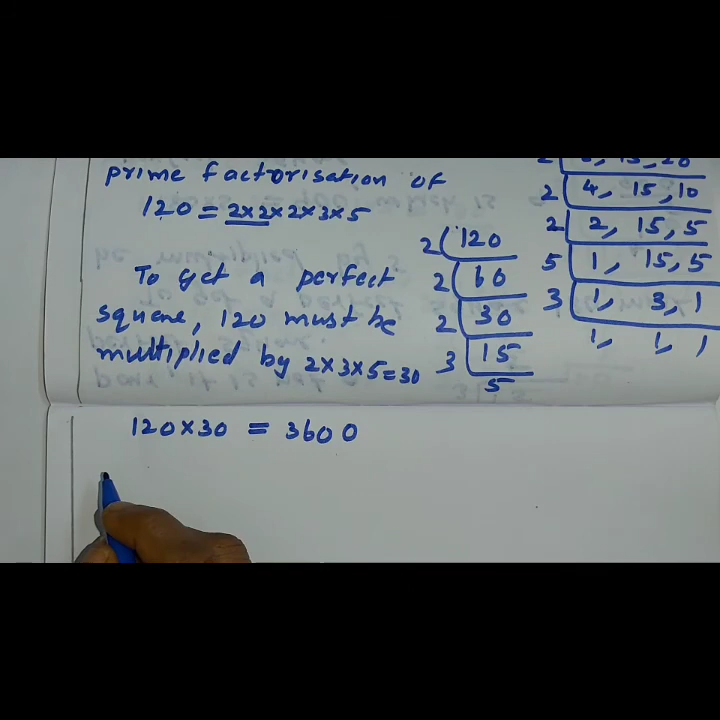 prime factorisation of
120 = 2×2×2×3×5
To get a perfect
square, 120 must be
multiplied by 2×3×5=30
2 120
2 60
2 30
3 15
5
2 4, 15, 10
2 2, 15, 5
5 1, 15, 5
3 1, 3, 1
1, 1, 1
120×30 = 3600